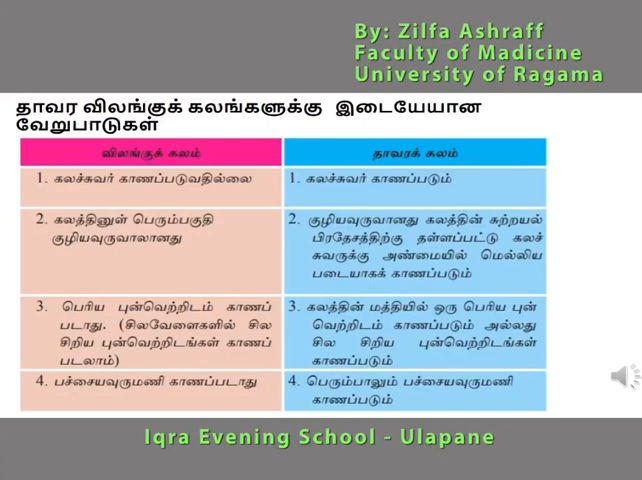 By: Zilfa Ashraff
Faculty of Madicine
University of Ragama
தாவர விலங்குக் கலங்களுக்கு இடையேயான
வேறுபாடுகள்
விலங்குக் கலம்
தாவரக் கலம்
1. கலச்சுவர் காணப்படுவதில்லை
1. கலச்சுவர் காணப்படும்
2. கலத்தினுள் பெரும்பகுதி
குழியவுருவாலானது
2. குழியவுருவானது கலத்தின் சுற்றயல்
பிரதேசத்திற்கு தள்ளப்பட்டு கலச்
சுவருக்கு அண்மையில் மெல்லிய
படையாகக் காணப்படும்
3. பெரிய புன்வெற்றிடம் காணப்
படாது. (சிலவேளைகளில் சில
சிறிய புன்வெற்றிடங்கள் காணப்
படலாம்)
3. கலத்தின் மத்தியில் ஒரு பெரிய புன்
வெற்றிடம் காணப்படும் அல்லது
சில சிறிய புன்வெற்றிடங்கள்
காணப்படும்
4. பச்சையவுருமணி காணப்படாது
4. பெரும்பாலும் பச்சையவுருமணி
காணப்படும்
Iqra Evening School - Ulapane